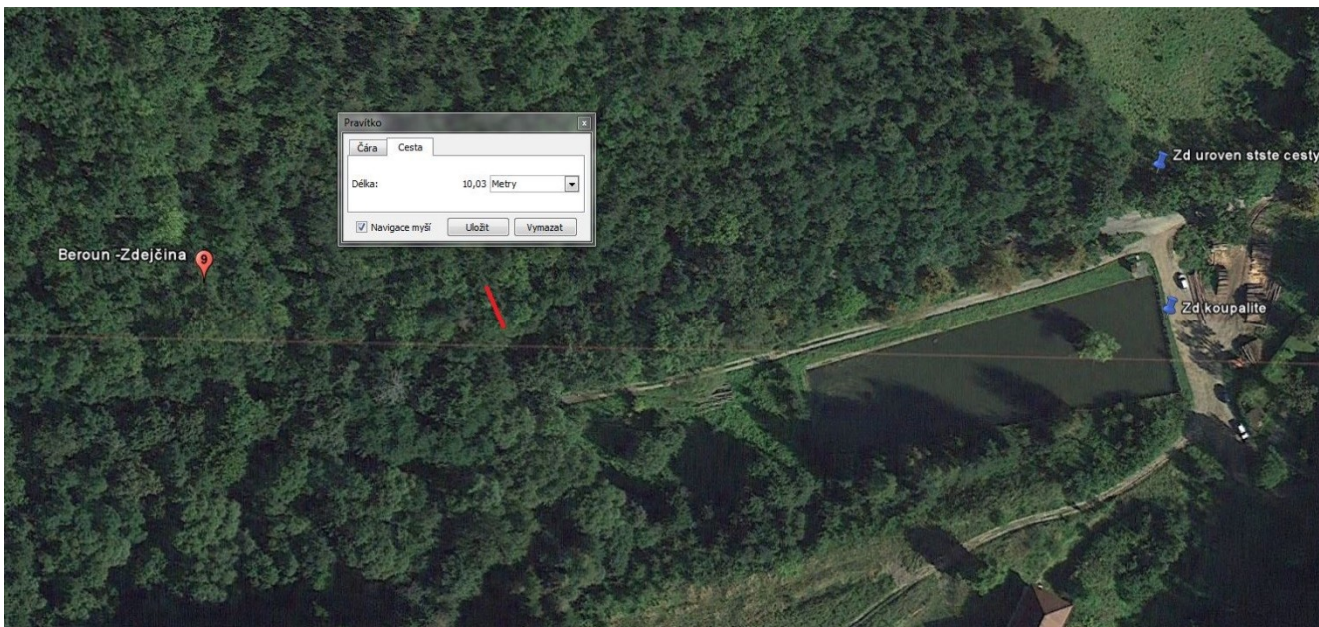 Pravítko
x
Čára Cesta
Délka: 10,03 Metry
Navigace myší Uložit Vymazat
Zd uroven stste cesty
Beroun -Zdejčina 9
Zd koupalite